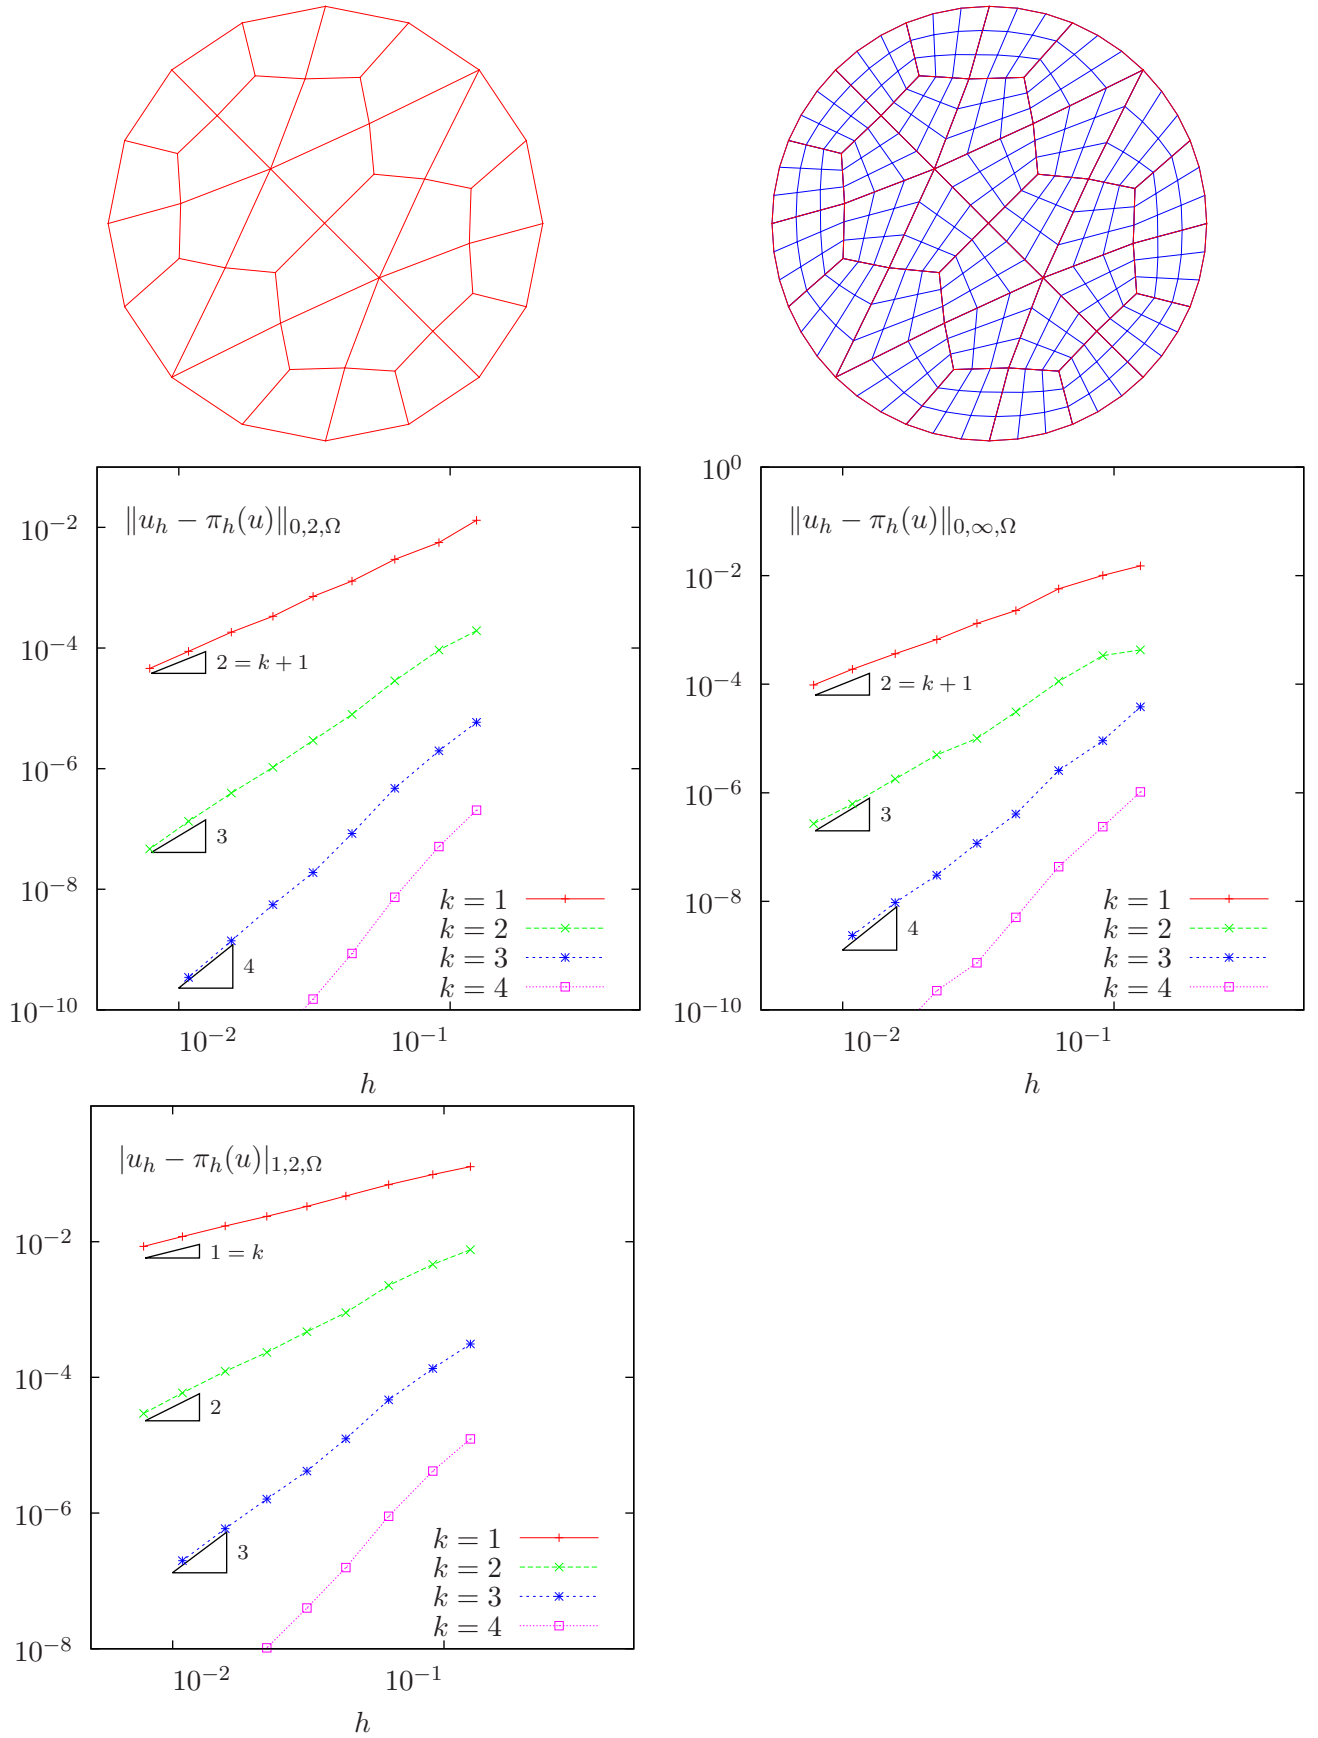 ‖u_h − π_h(u)‖_{0,2,Ω}
10^{−2}
10^{−4}
10^{−6}
10^{−8}
10^{−10}
2 = k + 1
3
4
k = 1
k = 2
k = 3
k = 4
10^{−2}
10^{−1}
h
‖u_h − π_h(u)‖_{0,∞,Ω}
10^{0}
10^{−2}
10^{−4}
10^{−6}
10^{−8}
10^{−10}
2 = k + 1
3
4
k = 1
k = 2
k = 3
k = 4
10^{−2}
10^{−1}
h
|u_h − π_h(u)|_{1,2,Ω}
10^{−2}
10^{−4}
10^{−6}
10^{−8}
1 = k
2
3
k = 1
k = 2
k = 3
k = 4
10^{−2}
10^{−1}
h